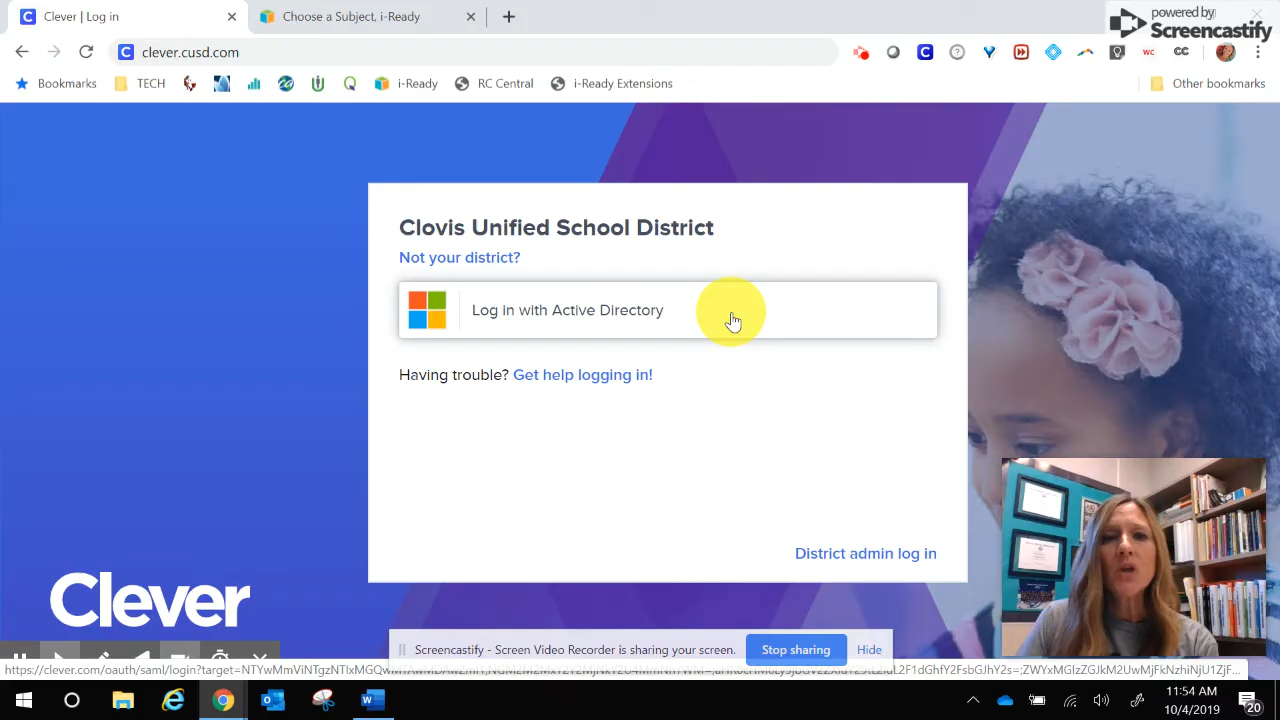 Clever | Log in
Choose a Subject, i-Ready
powered by
Screencastify
clever.cusd.com
WC
CC
Bookmarks
TECH
i-Ready
RC Central
i-Ready Extensions
Other bookmarks
Clovis Unified School District
Not your district?
Log in with Active Directory
Having trouble? Get help logging in!
District admin log in
Clever
Screencastify - Screen Video Recorder is sharing your screen.
Stop sharing
Hide
11:54 AM
10/4/2019
20